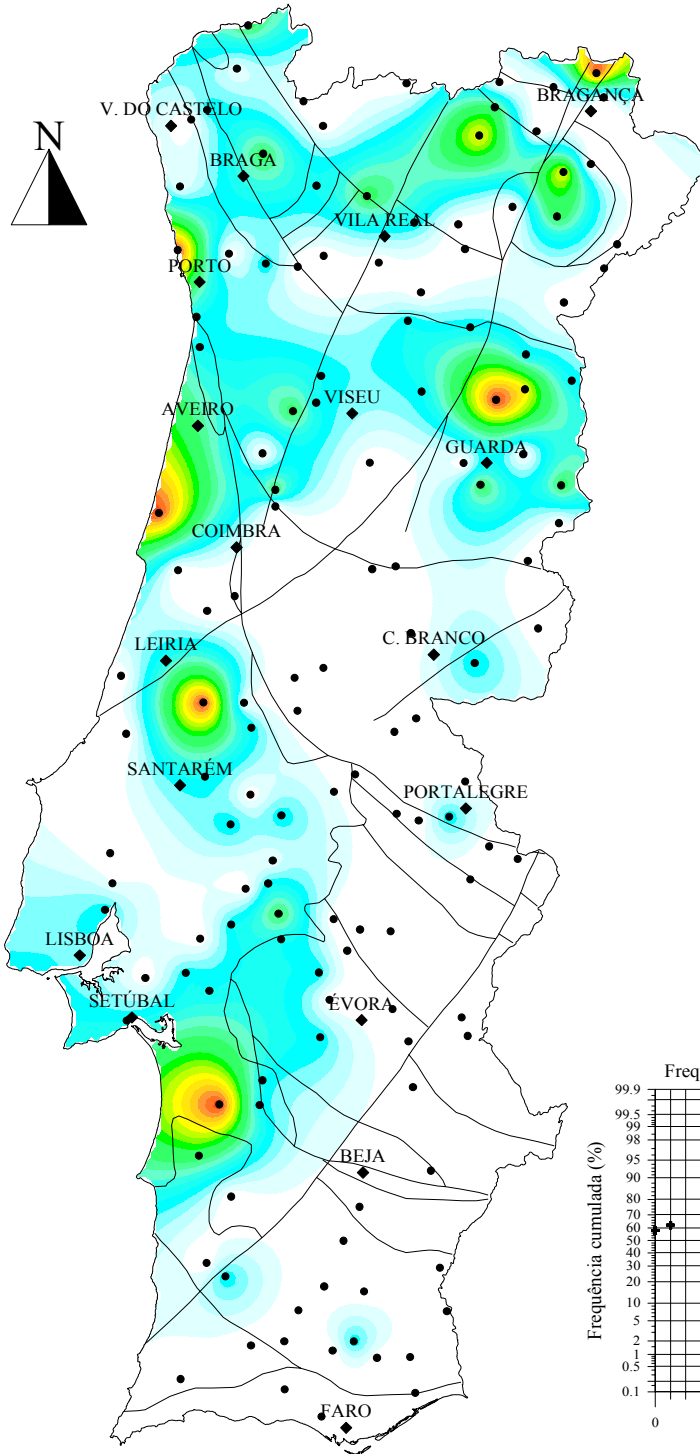 N
V. DO CASTELO
BRAGANÇA
BRAGA
VILA REAL
PORTO
AVEIRO
VISEU
GUARDA
COIMBRA
LEIRIA
C. BRANCO
SANTARÉM
PORTALEGRE
LISBOA
SETÚBAL
ÉVORA
BEJA
FARO
Freq
Frequência cumulada (%)
99.9
99.5
99
98
95
90
80
70
60
50
40
30
20
10
5
2
1
0.5
0.1
0